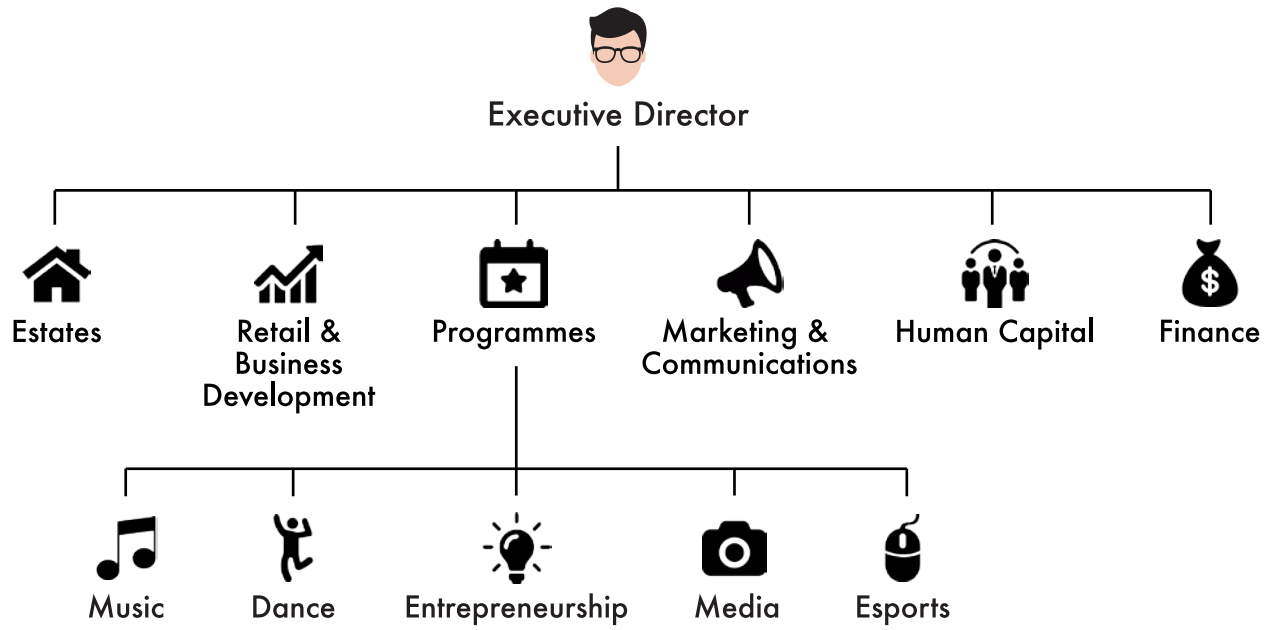 Executive Director
Estates
Retail &
Business
Development
Programmes
Marketing &
Communications
Human Capital
$
Finance
Music
Dance
Entrepreneurship
Media
Esports